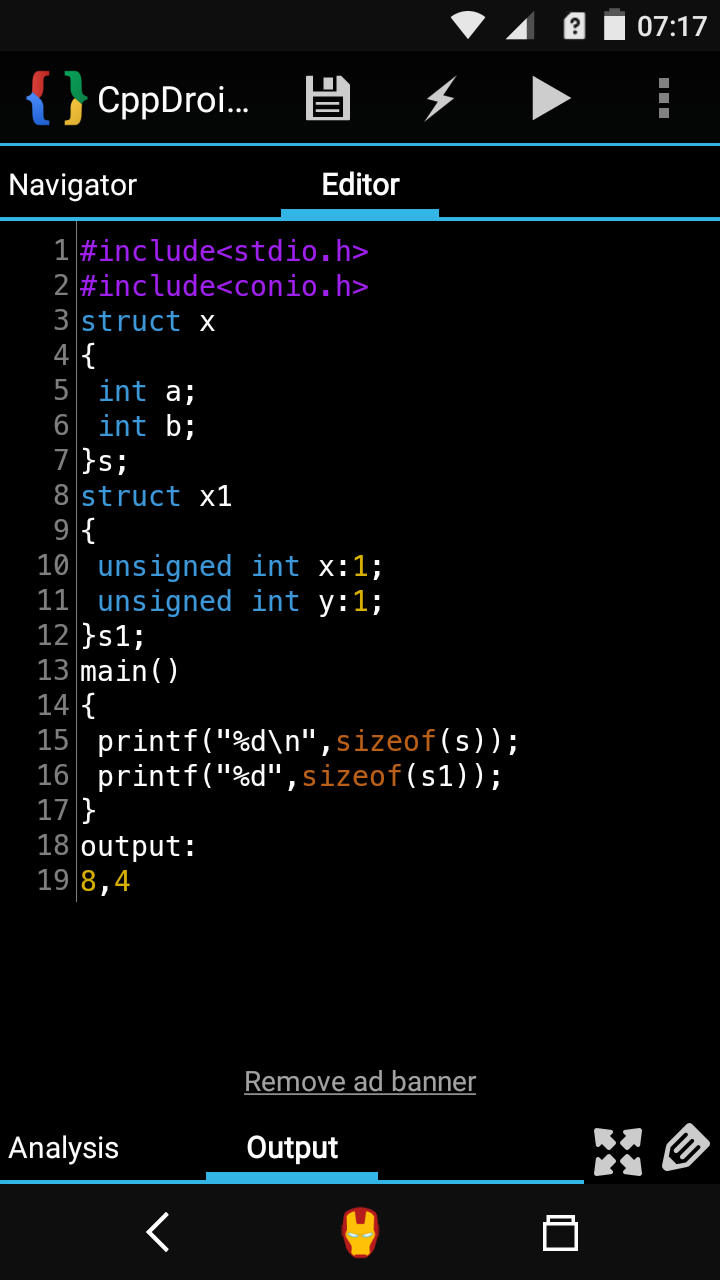 07:17
CppDroi...
Navigator Editor
1 #include<stdio.h>
2 #include<conio.h>
3 struct x
4 {
5  int a;
6  int b;
7 }s;
8 struct x1
9 {
10  unsigned int x:1;
11  unsigned int y:1;
12 }s1;
13 main()
14 {
15  printf("%d\n",sizeof(s));
16  printf("%d",sizeof(s1));
17 }
18 output:
19 8,4
Remove ad banner
Analysis Output